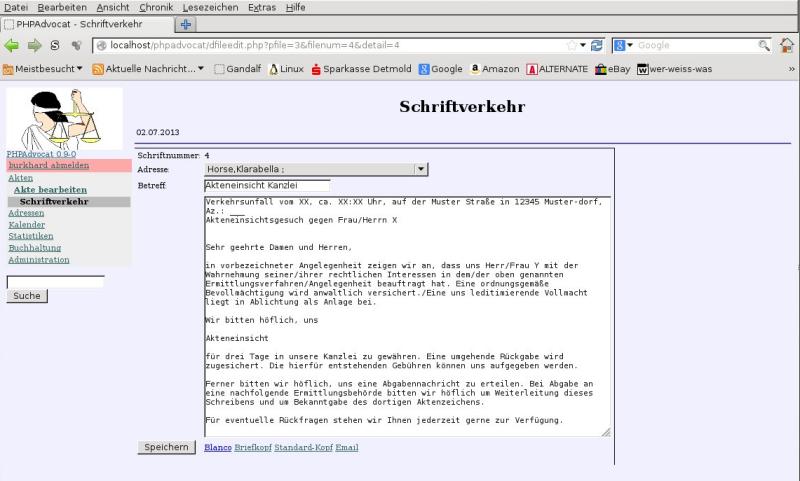 Datei Bearbeiten Ansicht Chronik Lesezeichen Extras Hilfe
PHPAdvocat - Schriftverkehr
localhost/phpadvocat/dfileedit.php?pfile=3&filenum=4&detail=4
Google
Meistbesucht Aktuelle Nachricht... Gandalf Linux Sparkasse Detmold Google Amazon ALTERNATE eBay wer-weiss-was »
Schriftverkehr
02.07.2013
PHPAdvocat 0.9-0
burkhard abmelden
Akten
Akte bearbeiten
Schriftverkehr
Adressen
Kalender
Statistiken
Buchhaltung
Administration
Suche
Schriftnummer: 4
Adresse: Horse,Klarabella ;
Betreff: Akteneinsicht Kanzlei
Verkehrsunfall vom XX, ca. XX:XX Uhr, auf der Muster Straße in 12345 Muster-dorf,
Az.: ___
Akteneinsichtsgesuch gegen Frau/Herrn X
Sehr geehrte Damen und Herren,
in vorbezeichneter Angelegenheit zeigen wir an, dass uns Herr/Frau Y mit der
Wahrnehmung seiner/ihrer rechtlichen Interessen in dem/der oben genannten
Ermittlungsverfahren/Angelegenheit beauftragt hat. Eine ordnungsgemäße
Bevollmächtigung wird anwaltlich versichert./Eine uns leditimierende Vollmacht
liegt in Ablichtung als Anlage bei.
Wir bitten höflich, uns
Akteneinsicht
für drei Tage in unsere Kanzlei zu gewähren. Eine umgehende Rückgabe wird
zugesichert. Die hierfür entstehenden Gebühren können uns aufgegeben werden.
Ferner bitten wir höflich, uns eine Abgabennachricht zu erteilen. Bei Abgabe an
eine nachfolgende Ermittlungsbehörde bitten wir höflich um Weiterleitung dieses
Schreibens und um Bekanntgabe des dortigen Aktenzeichens.
Für eventuelle Rückfragen stehen wir Ihnen jederzeit gerne zur Verfügung.
Speichern Blanco Briefkopf Standard-Kopf Email